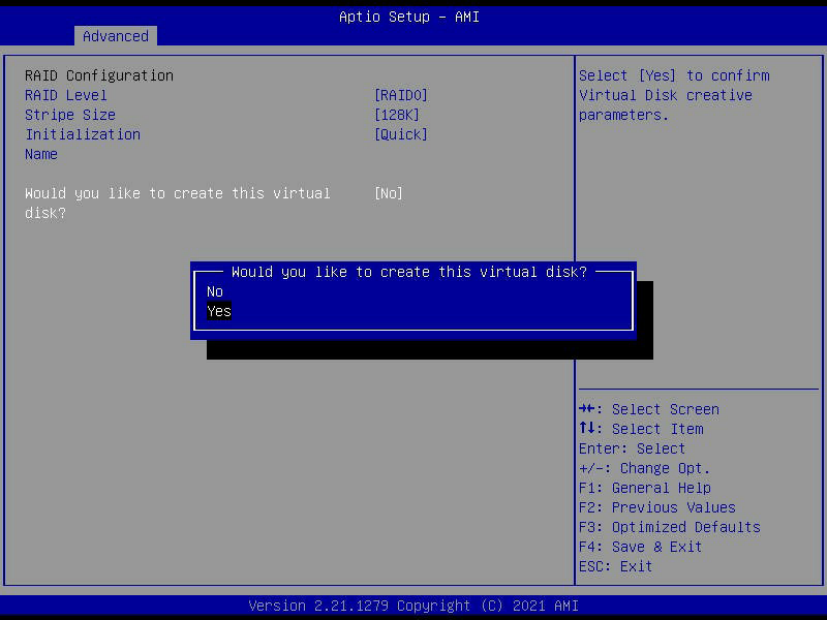 Aptio Setup – AMI
Advanced
RAID Configuration
RAID Level [RAID0]
Stripe Size [128K]
Initialization [Quick]
Name
Would you like to create this virtual [No]
disk?
Select [Yes] to confirm
Virtual Disk creative
parameters.
Would you like to create this virtual disk?
No
Yes
→←: Select Screen
↑↓: Select Item
Enter: Select
+/-: Change Opt.
F1: General Help
F2: Previous Values
F3: Optimized Defaults
F4: Save & Exit
ESC: Exit
Version 2.21.1279 Copyright (C) 2021 AMI